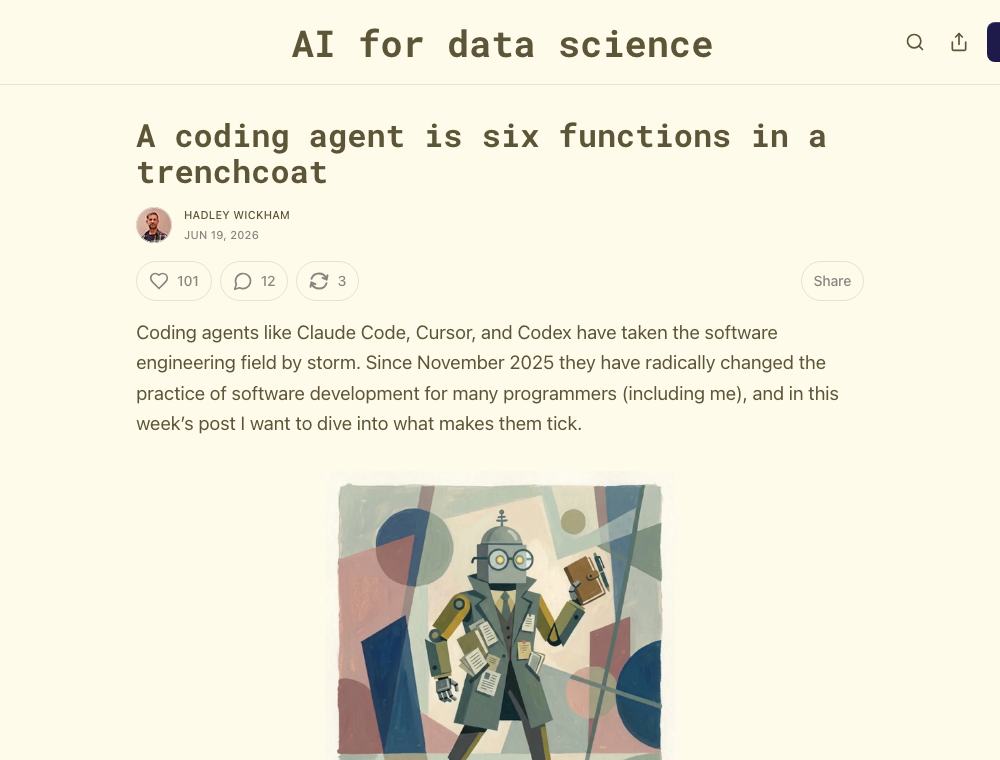 AI for data science
A coding agent is six functions in a
trenchcoat
HADLEY WICKHAM
JUN 19, 2026
101
12
3
Share
Coding agents like Claude Code, Cursor, and Codex have taken the software
engineering field by storm. Since November 2025 they have radically changed the
practice of software development for many programmers (including me), and in this
week’s post I want to dive into what makes them tick.